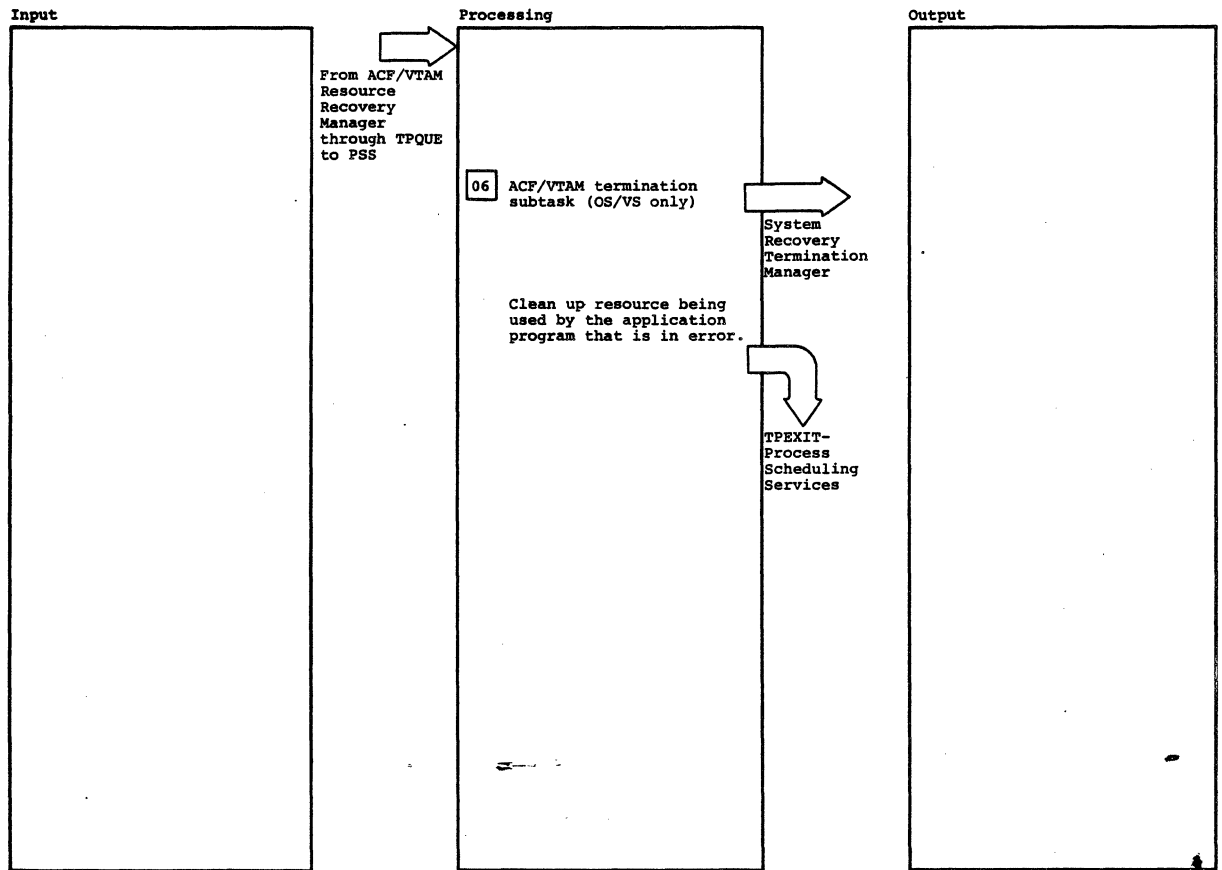 Input
Processing
Output
From ACF/VTAM
Resource
Recovery
Manager
through TPQUE
to PSS
06 ACF/VTAM termination
subtask (OS/VS only)
System
Recovery
Termination
Manager
Clean up resource being
used by the application
program that is in error.
TPEXIT-
Process
Scheduling
Services